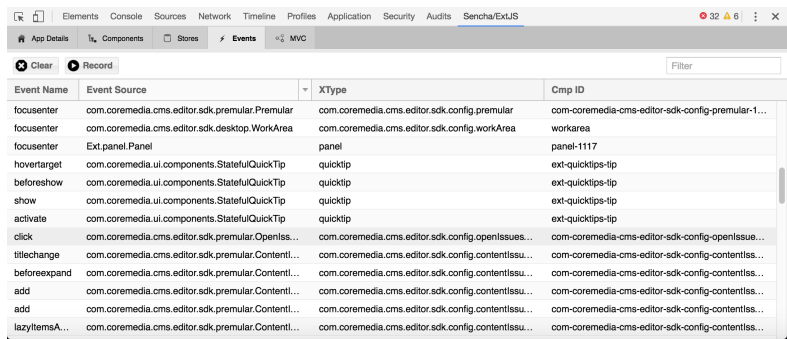 Elements Console Sources Network Timeline Profiles Application Security Audits Sencha/ExtJS 32 6
App Details Components Stores Events MVC
Clear Record Filter
Event Name Event Source XType Cmp ID
focusenter com.coremedia.cms.editor.sdk.premular.Premular com.coremedia.cms.editor.sdk.config.premular com-coremedia-cms-editor-sdk-config-premular-1...
focusenter com.coremedia.cms.editor.sdk.desktop.WorkArea com.coremedia.cms.editor.sdk.config.workArea workarea
focusenter Ext.panel.Panel panel panel-1117
hovertarget com.coremedia.ui.components.StatefulQuickTip quicktip ext-quicktips-tip
beforeshow com.coremedia.ui.components.StatefulQuickTip quicktip ext-quicktips-tip
show com.coremedia.ui.components.StatefulQuickTip quicktip ext-quicktips-tip
activate com.coremedia.ui.components.StatefulQuickTip quicktip ext-quicktips-tip
click com.coremedia.cms.editor.sdk.premular.OpenIss... com.coremedia.cms.editor.sdk.config.openIssues... com-coremedia-cms-editor-sdk-config-openIssue...
titlechange com.coremedia.cms.editor.sdk.premular.ContentI... com.coremedia.cms.editor.sdk.config.contentIssu... com-coremedia-cms-editor-sdk-config-contentIss...
beforeexpand com.coremedia.cms.editor.sdk.premular.ContentI... com.coremedia.cms.editor.sdk.config.contentIssu... com-coremedia-cms-editor-sdk-config-contentIss...
add com.coremedia.cms.editor.sdk.premular.ContentI... com.coremedia.cms.editor.sdk.config.contentIssu... com-coremedia-cms-editor-sdk-config-contentIss...
add com.coremedia.cms.editor.sdk.premular.ContentI... com.coremedia.cms.editor.sdk.config.contentIssu... com-coremedia-cms-editor-sdk-config-contentIss...
lazyItemsA... com.coremedia.cms.editor.sdk.premular.ContentI... com.coremedia.cms.editor.sdk.config.contentIssu... com-coremedia-cms-editor-sdk-config-contentIss...